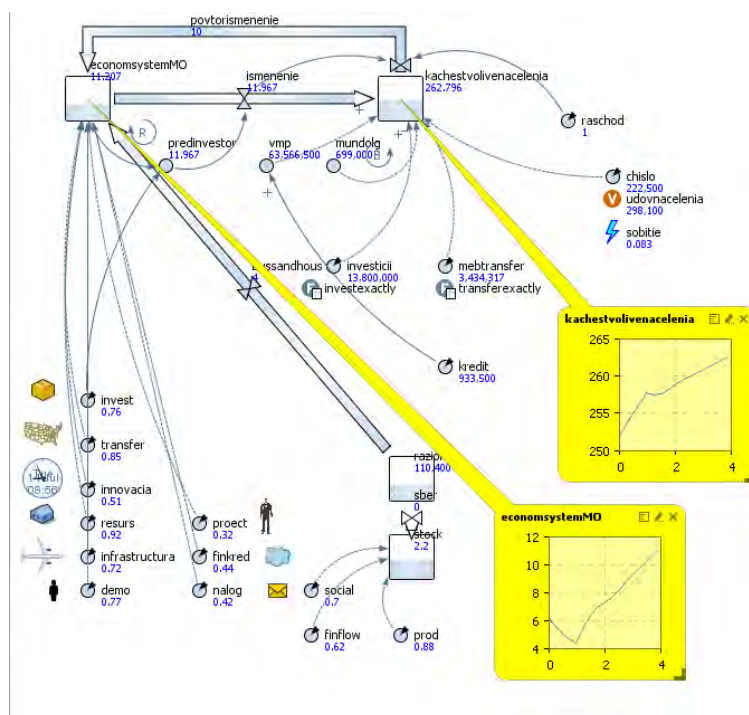 povtorismenenie
10
economsystemMO
11.207
ismenenie
11.967
kachestvolivenacelenia
262.796
raschod
1
R
predinvestor
11.967
vmp
63,566,500
mundolg
699,000
B
chislo
222,500
V
udovnacelenia
298,100
sobitie
0.083
investicii
13.800.000
investexactly
mebtransfer
3,434,317
transferexactly
kredit
933,500
kachestvolivenacelenia
265
260
255
250
0 2 4
invest
0.76
transfer
0.85
innovacia
0.51
08:56
resurs
0.92
infrastructura
0.72
demo
0.77
proect
0.32
finkred
0.44
nalog
0.42
110,400
sber
0
stock
2.2
social
0.7
finflow
0.62
prod
0.88
economsystemMO
12
10
8
6
4
0 2 4